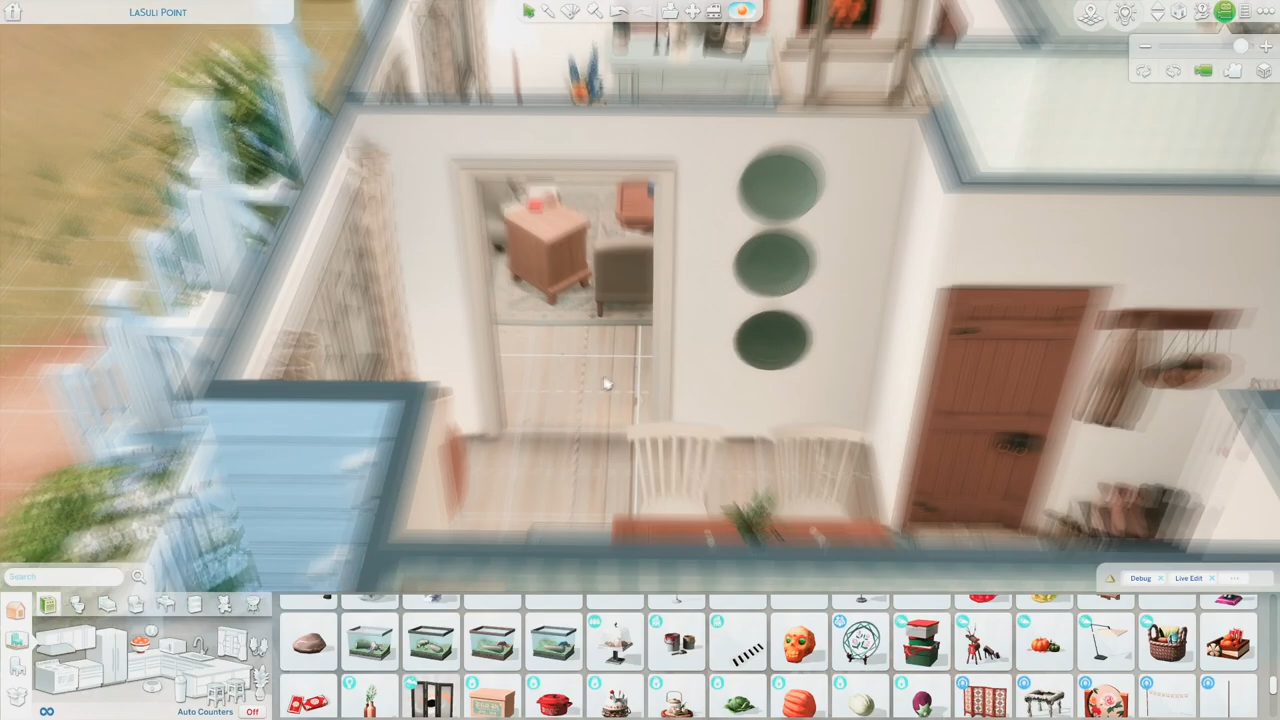 LaSuli Point
Search
Debug
Live Edit
Auto Counters
Off